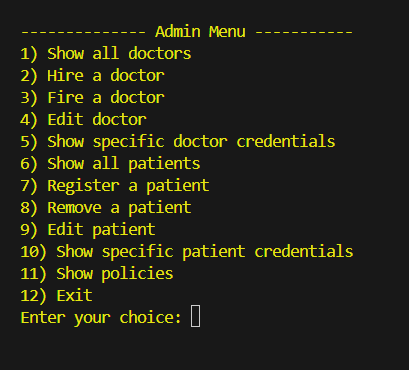 -------------- Admin Menu -----------
1) Show all doctors
2) Hire a doctor
3) Fire a doctor
4) Edit doctor
5) Show specific doctor credentials
6) Show all patients
7) Register a patient
8) Remove a patient
9) Edit patient
10) Show specific patient credentials
11) Show policies
12) Exit
Enter your choice: